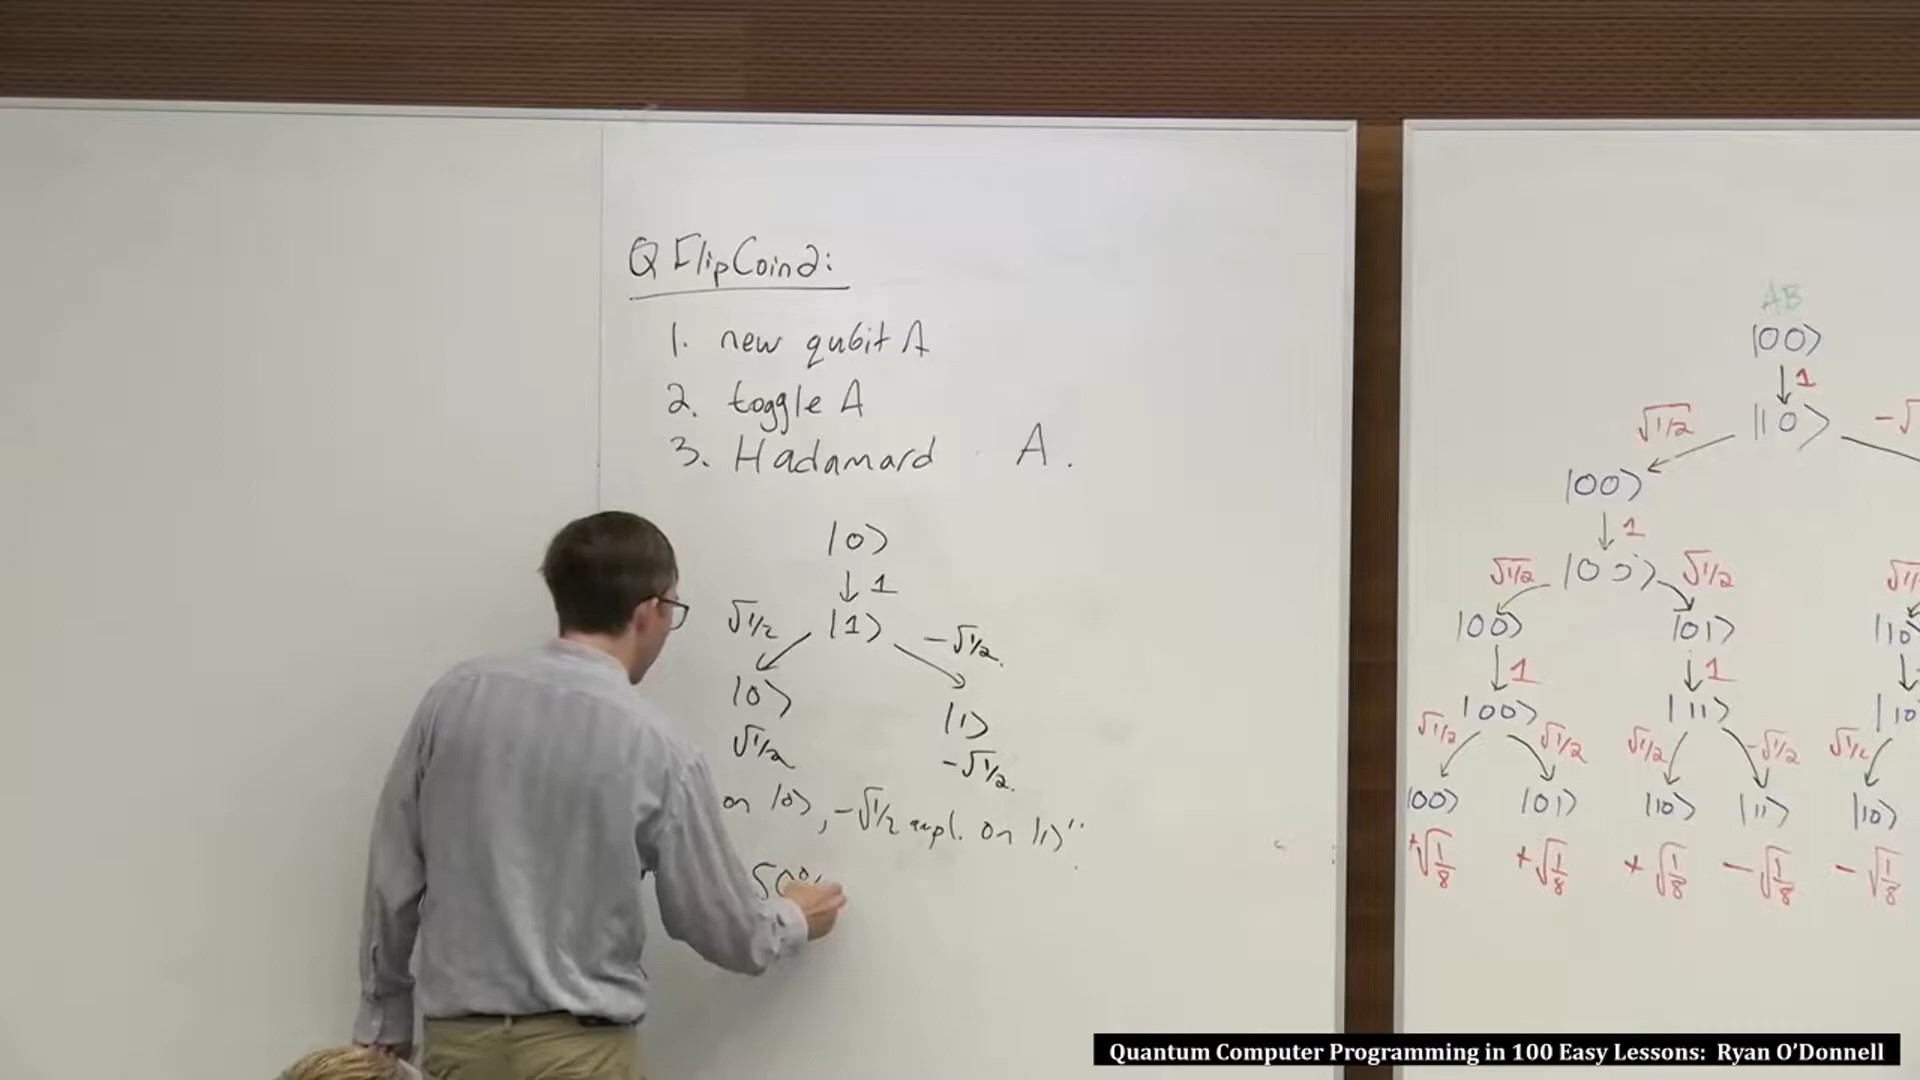 Q FlipCoin2:
1. new qubit A
2. toggle A
3. Hadamard A.
|0⟩
↓ 1
√1/2 |1⟩ -√1/2.
|0⟩ |1⟩
√1/2 -√1/2.
on |0⟩, -√1/2 ampl. on |1⟩"
50%
AB
|00⟩
↓ 1
√1/2 |10⟩ -√
|00⟩
↓ 1
√1/2 |00⟩ √1/2 √1/
|00⟩ |01⟩ |10⟩
↓ 1 ↓ 1 ↓
|00⟩ |11⟩ |10
√1/2 √1/2 √1/2 -√1/2 √1/2
|00⟩ |01⟩ |10⟩ |11⟩ |10⟩
+√1/8 +√1/8 +√1/8 -√1/8 -√1/8
Quantum Computer Programming in 100 Easy Lessons: Ryan O'Donnell